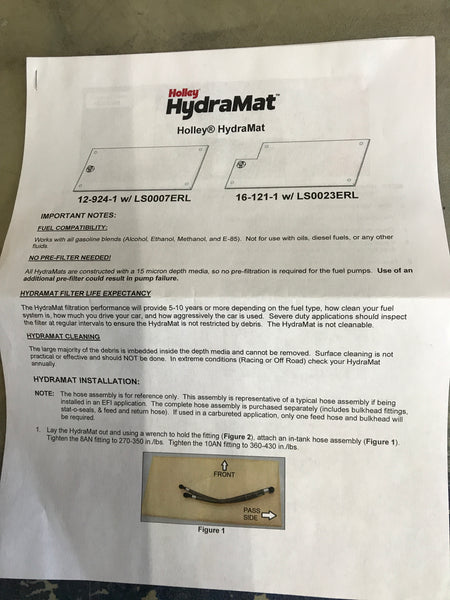 Holley
HydraMat™
Holley® HydraMat
12-924-1 w/ LS0007ERL
16-121-1 w/ LS0023ERL
IMPORTANT NOTES:
FUEL COMPATIBILITY:
Works with all gasoline blends (Alcohol, Ethanol, Methanol, and E-85). Not for use with oils, diesel fuels, or any other
fluids.
NO PRE-FILTER NEEDED!
All HydraMats are constructed with a 15 micron depth media, so no pre-filtration is required for the fuel pumps. Use of an
additional pre-filter could result in pump failure.
HYDRAMAT FILTER LIFE EXPECTANCY
The HydraMat filtration performance will provide 5-10 years or more depending on the fuel type, how clean your fuel
system is, how much you drive your car, and how aggressively the car is used. Severe duty applications should inspect
the filter at regular intervals to ensure the HydraMat is not restricted by debris. The HydraMat is not cleanable.
HYDRAMAT CLEANING
The large majority of the debris is imbedded inside the depth media and cannot be removed. Surface cleaning is not
practical or effective and should NOT be done. In extreme conditions (Racing or Off Road) check your HydraMat
annually.
HYDRAMAT INSTALLATION:
NOTE: The hose assembly is for reference only. This assembly is representative of a typical hose assembly if being
installed in an EFI application. The complete hose assembly is purchased separately (includes bulkhead fittings,
stat-o-seals, & feed and return hose). If used in a carbureted application, only one feed hose and bulkhead will
be required.
1. Lay the HydraMat out and using a wrench to hold the fitting (Figure 2), attach an in-tank hose assembly (Figure 1).
Tighten the 8AN fitting to 270-350 in./lbs. Tighten the 10AN fitting to 360-430 in./lbs.
FRONT
PASS
SIDE
Figure 1